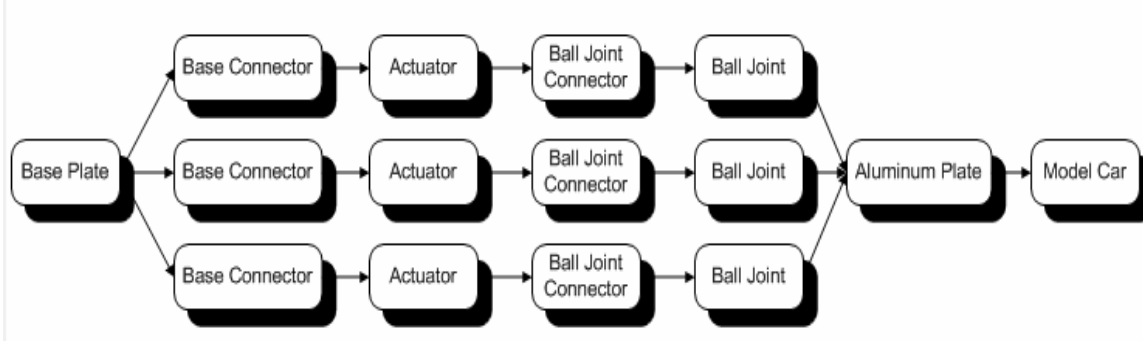 Base Connector
Actuator
Ball Joint
Connector
Ball Joint
Base Plate
Base Connector
Actuator
Ball Joint
Connector
Ball Joint
Aluminum Plate
Model Car
Base Connector
Actuator
Ball Joint
Connector
Ball Joint